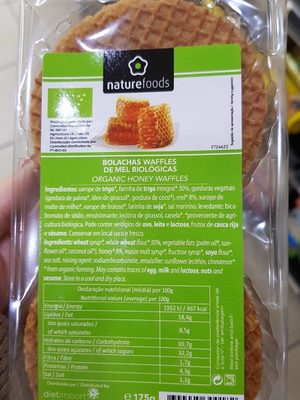 naturefoods
BOLACHAS WAFFLES
DE MEL BIOLÓGICAS
ORGANIC HONEY WAFFLES
Ingredientes: xarope de trigo*, farinha de trigo integral* 30%, gorduras vegetais
(gordura de palma*, óleo de girassol*, gordura de coco*), mel* 8%, xarope
de malte de milho*, xarope de frutose*, farinha de soja*, sal marinho, levedante: bica-
bornato de sódio, emulsionante: lecitina de girassol, canela*. *proveniente de agri-
cultura biológica. Pode conter vestígios de ovo, leite e lactose, frutos de casca rija
e sésamo. Conservar em local seco e fresco.
Ingredients: wheat syrup*, whole wheat flour* 30%, vegetable fats (palm oil*, sun-
flower oil*, coconut oil*), honey* 8%, maize malt syrup*, fructose syrup*, soya flour*,
sea salt, raising agent: sodium bicarbonate, emulsifier: sunflower lecithin, cinnamon*.
* from organic farming. May contains traces of egg, milk and lactose, nuts and
sesame. Store in a cool and dry place.
Declaração nutricional (média) por 100g
Nutritional values (average) per 100g:
Energia / Energy 1953 kJ / 467 kcal
Lípidos / Fat 18,4g
dos quais saturados /
of which saturates 8,5g
Hidratos de carbono / Carbohydrate 69,7g
dos quais açúcares / of which sugars 32,2g
Fibra / Fibre 1,7g
Proteínas / Protein 4,3g
Sal / Salt 1,2g
Distribuído por / Distributed by
dietimport
e 175g